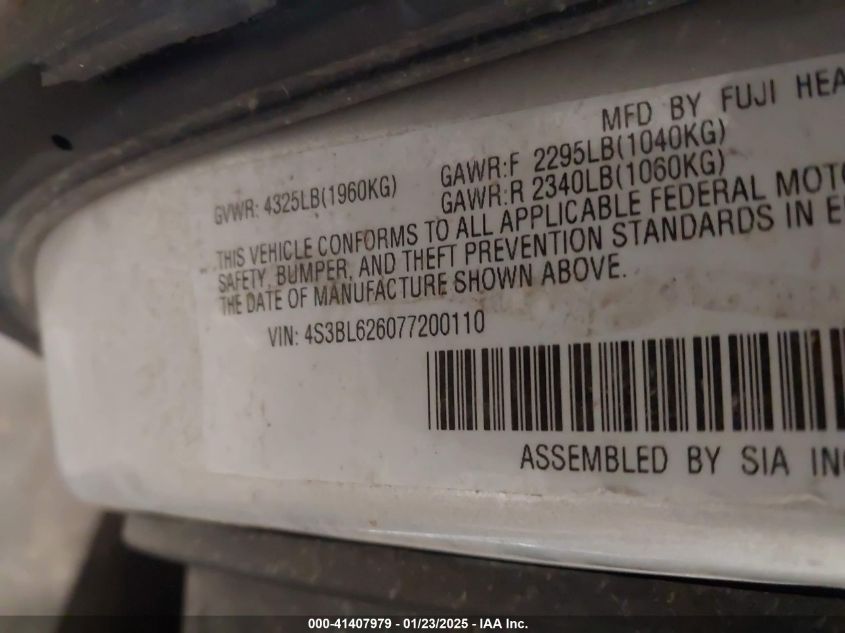 MFD BY FUJI HEA
GVWR: 4325LB(1960KG) GAWR:F 2295LB(1040KG)
GAWR:R 2340LB(1060KG)
THIS VEHICLE CONFORMS TO ALL APPLICABLE FEDERAL MOT
SAFETY, BUMPER, AND THEFT PREVENTION STANDARDS IN E
THE DATE OF MANUFACTURE SHOWN ABOVE.
VIN: 4S3BL626077200110
ASSEMBLED BY SIA IN
000-41407979 - 01/23/2025 - IAA Inc.